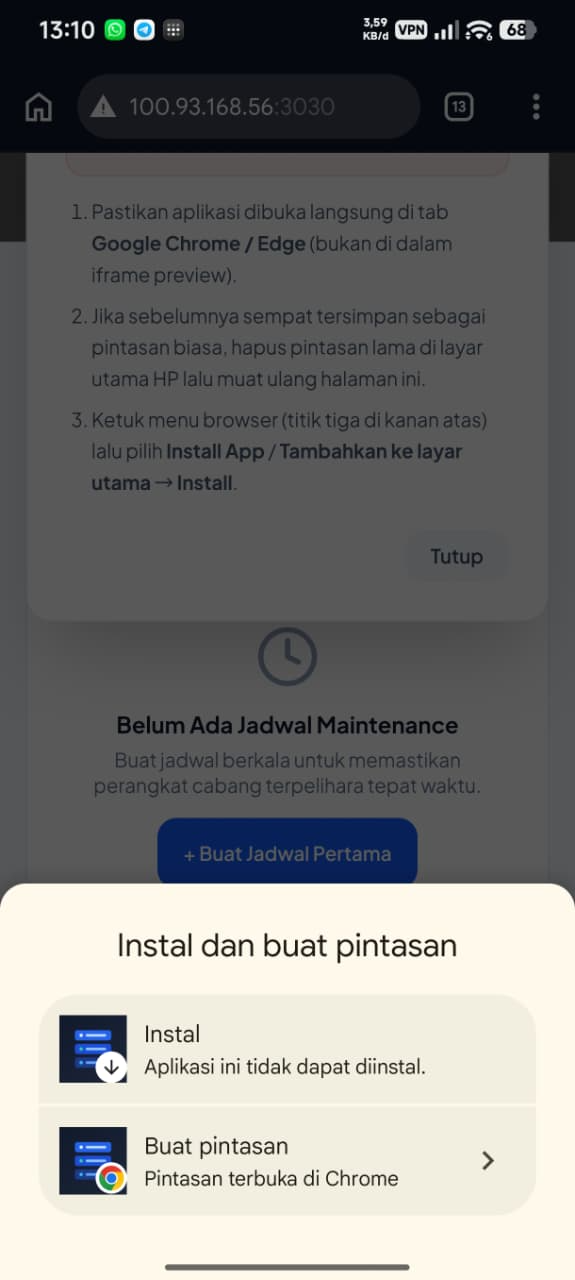 13:10
3,59
KB/d
VPN
68
100.93.168.56:3030
13
1. Pastikan aplikasi dibuka langsung di tab
Google Chrome / Edge (bukan di dalam
iframe preview).
2. Jika sebelumnya sempat tersimpan sebagai
pintasan biasa, hapus pintasan lama di layar
utama HP lalu muat ulang halaman ini.
3. Ketuk menu browser (titik tiga di kanan atas)
lalu pilih Install App / Tambahkan ke layar
utama → Install.
Tutup
Belum Ada Jadwal Maintenance
Buat jadwal berkala untuk memastikan
perangkat cabang terpelihara tepat waktu.
+ Buat Jadwal Pertama
Instal dan buat pintasan
Instal
Aplikasi ini tidak dapat diinstal.
Buat pintasan
Pintasan terbuka di Chrome